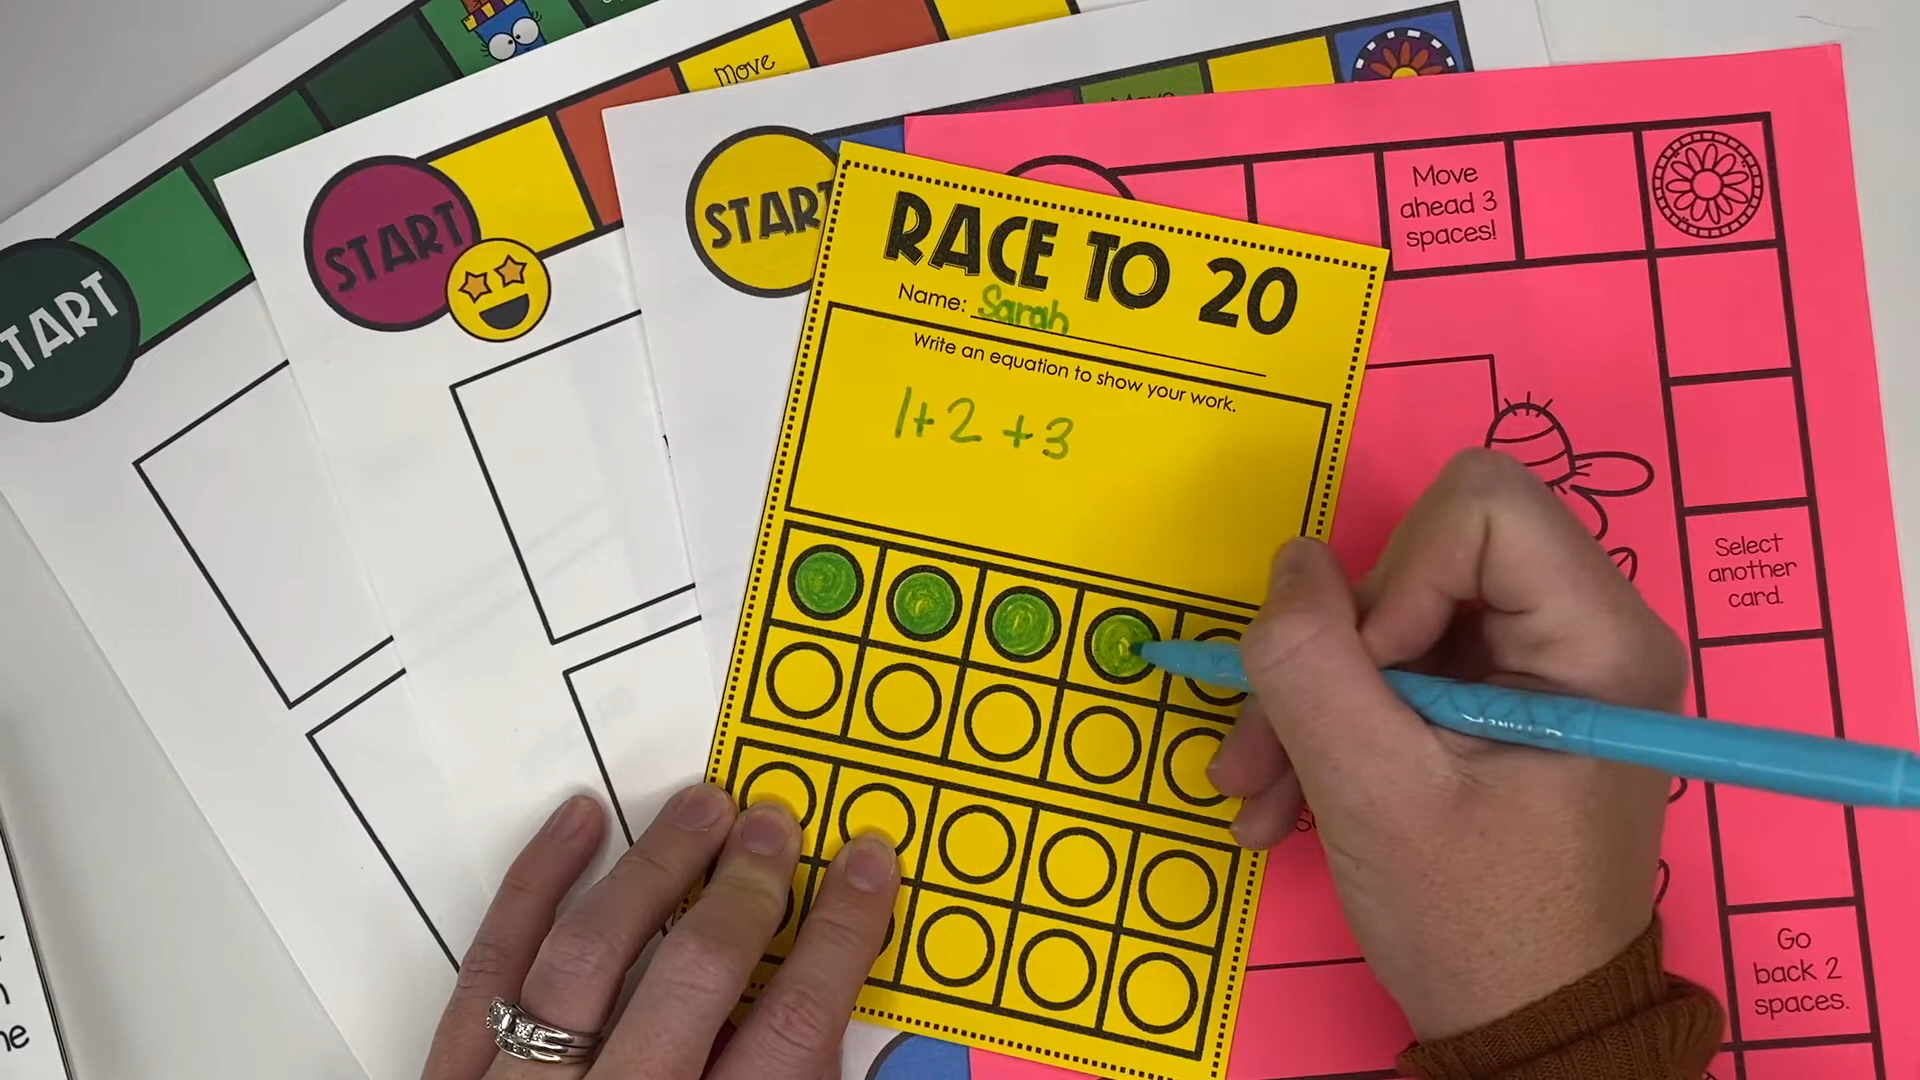 Move
START
START
START
Move
ahead 3
spaces!
RACE TO 20
Name: Sarah
Write an equation to show your work.
1+2 +3
Select
another
card.
Go
back 2
spaces.